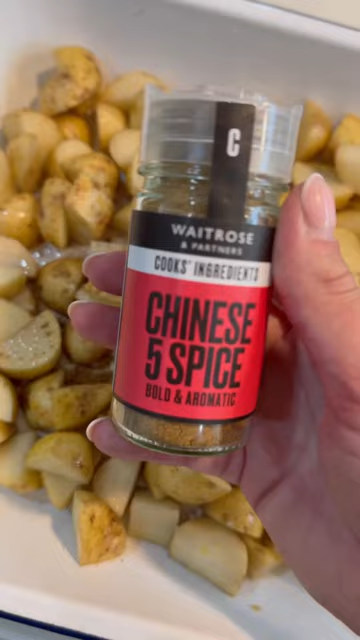 C
WAITROSE
& PARTNERS
COOKS' INGREDIENTS
CHINESE
5 SPICE
BOLD & AROMATIC